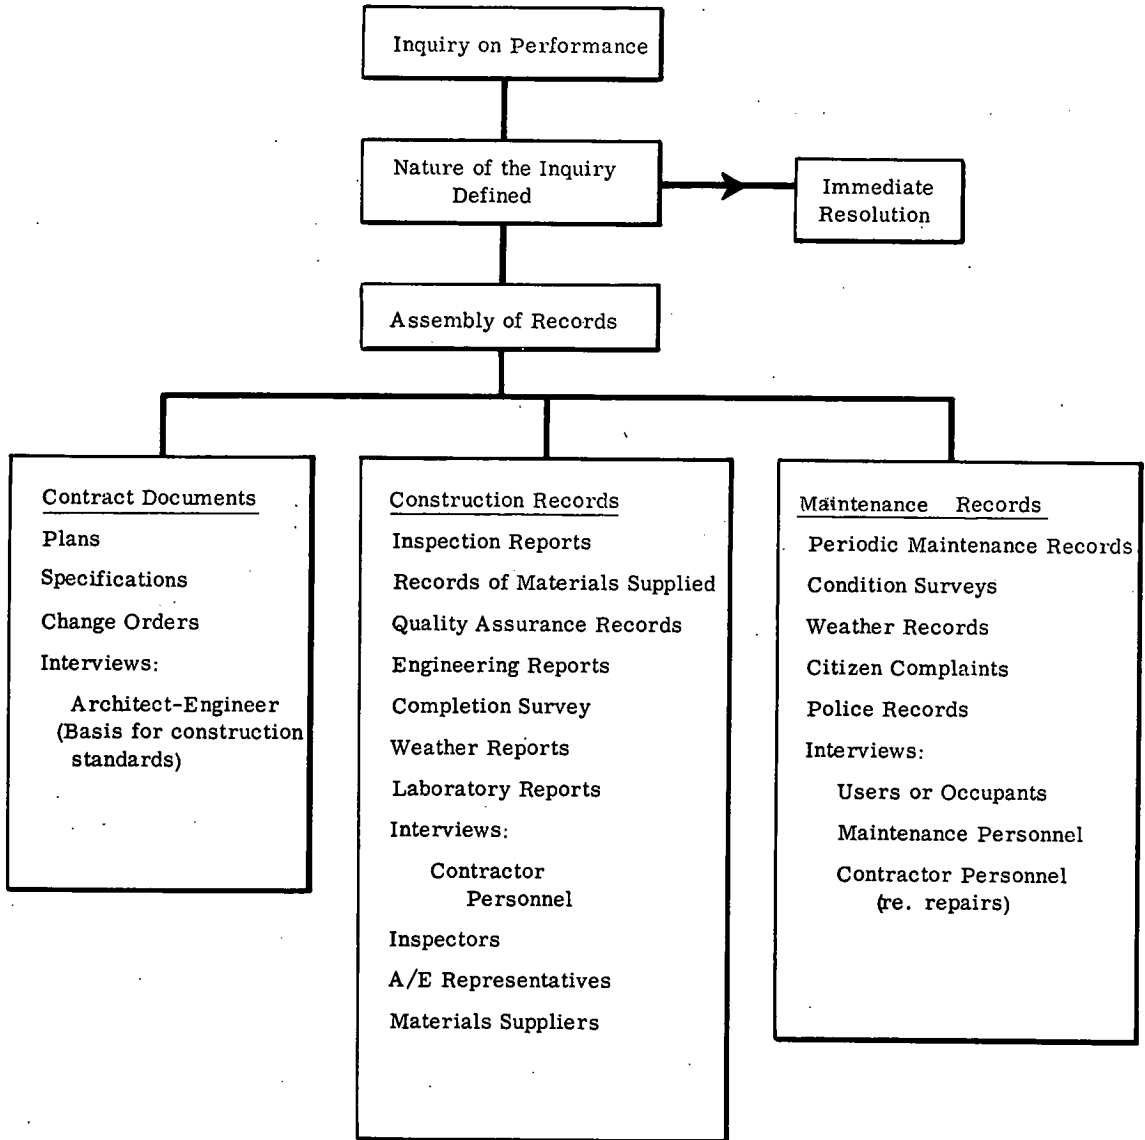 Inquiry on Performance
Nature of the Inquiry
Defined
Immediate
Resolution
Assembly of Records
Contract Documents
Plans
Specifications
Change Orders
Interviews:
Architect-Engineer
(Basis for construction
standards)
Construction Records
Inspection Reports
Records of Materials Supplied
Quality Assurance Records
Engineering Reports
Completion Survey
Weather Reports
Laboratory Reports
Interviews:
Contractor
Personnel
Inspectors
A/E Representatives
Materials Suppliers
Maintenance Records
Periodic Maintenance Records
Condition Surveys
Weather Records
Citizen Complaints
Police Records
Interviews:
Users or Occupants
Maintenance Personnel
Contractor Personnel
(re. repairs)